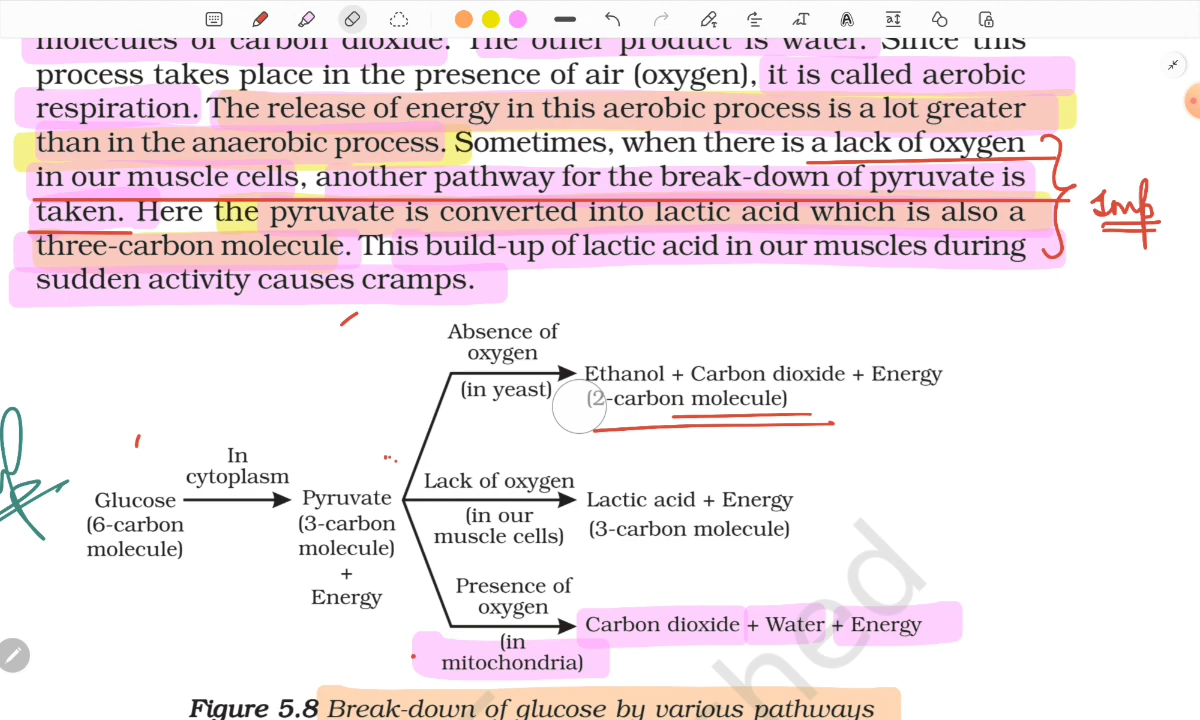 molecules of carbon dioxide. The other product is water. Since this
process takes place in the presence of air (oxygen), it is called aerobic
respiration. The release of energy in this aerobic process is a lot greater
than in the anaerobic process. Sometimes, when there is a lack of oxygen
in our muscle cells, another pathway for the break-down of pyruvate is
taken. Here the pyruvate is converted into lactic acid which is also a
three-carbon molecule. This build-up of lactic acid in our muscles during
sudden activity causes cramps.
Imp
Absence of
oxygen
(in yeast)
Ethanol + Carbon dioxide + Energy
(2-carbon molecule)
In
cytoplasm
Glucose
(6-carbon
molecule)
Pyruvate
(3-carbon
molecule)
+
Energy
Lack of oxygen
(in our
muscle cells)
Lactic acid + Energy
(3-carbon molecule)
Presence of
oxygen
(in
mitochondria)
Carbon dioxide + Water + Energy
hed
Figure 5.8 Break-down of glucose by various pathways